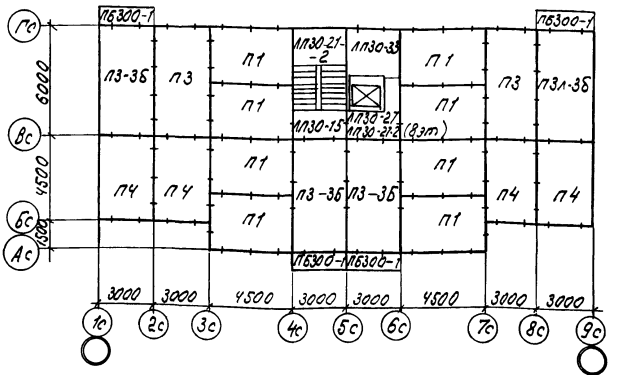 Гс
ПБ300-1
ПБ300-1
П3-3Б
П3
П1
ЛП30-21-2
ЛП30-33
П1
П3
П3л-3Б
П1
П1
6000
ЛП30-15
ЛП30-27
ЛП30-21-2 (8эт)
Вс
П4
П4
П1
П3-3Б
П3-3Б
П1
П4
П4
4500
П1
П1
Бс
1500
Ас
ПБ300-1
ПБ300-1
3000
3000
4500
3000
3000
4500
3000
3000
1с
2с
3с
4с
5с
6с
7с
8с
9с